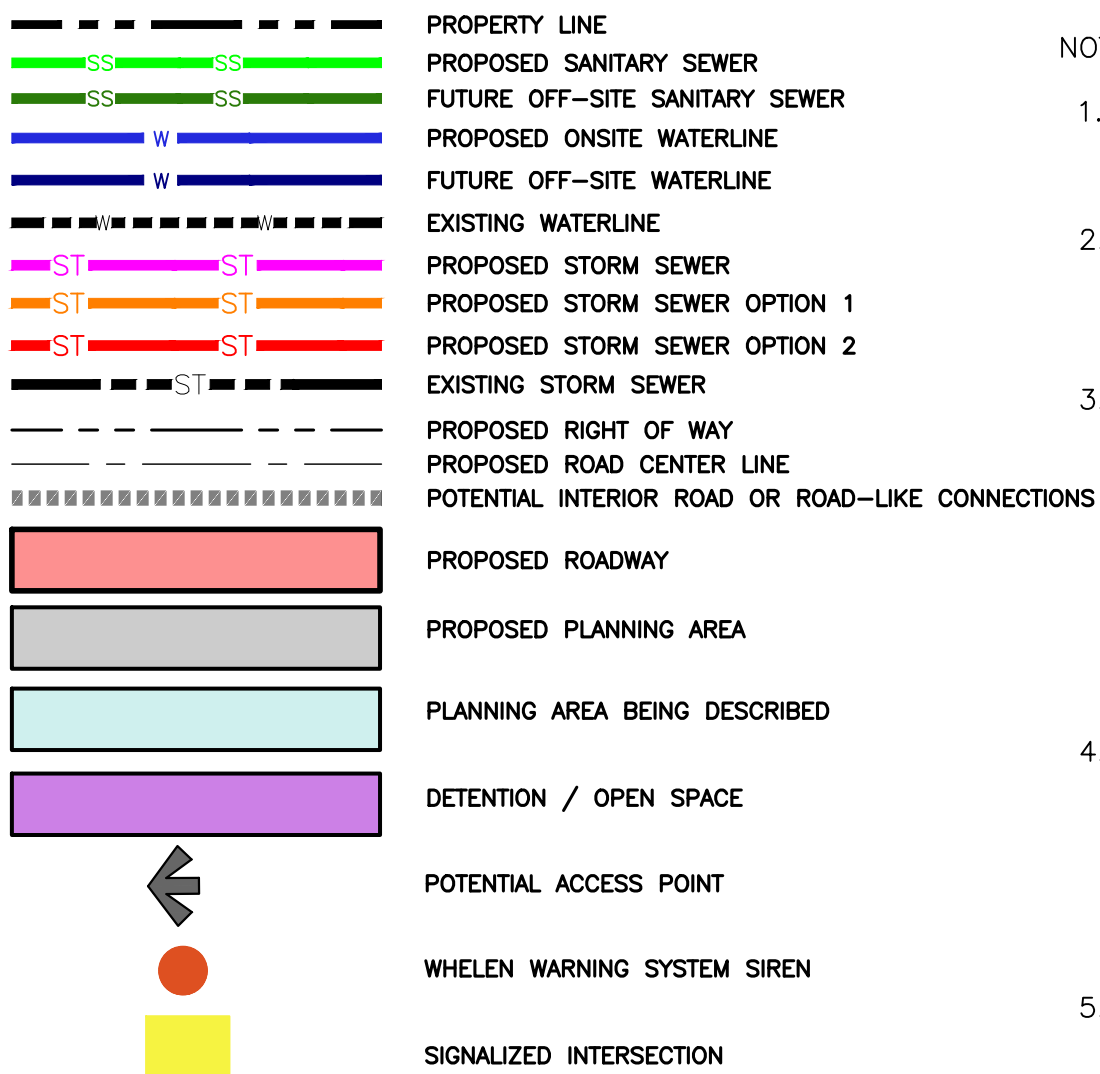 PROPERTY LINE
NOT
SS SS PROPOSED SANITARY SEWER
SS SS FUTURE OFF-SITE SANITARY SEWER
1.
W PROPOSED ONSITE WATERLINE
W FUTURE OFF-SITE WATERLINE
W W EXISTING WATERLINE
2.
ST ST PROPOSED STORM SEWER
ST ST PROPOSED STORM SEWER OPTION 1
ST ST PROPOSED STORM SEWER OPTION 2
ST EXISTING STORM SEWER
3.
PROPOSED RIGHT OF WAY
PROPOSED ROAD CENTER LINE
POTENTIAL INTERIOR ROAD OR ROAD-LIKE CONNECTIONS
PROPOSED ROADWAY
PROPOSED PLANNING AREA
PLANNING AREA BEING DESCRIBED
4.
DETENTION / OPEN SPACE
POTENTIAL ACCESS POINT
WHELEN WARNING SYSTEM SIREN
5.
SIGNALIZED INTERSECTION